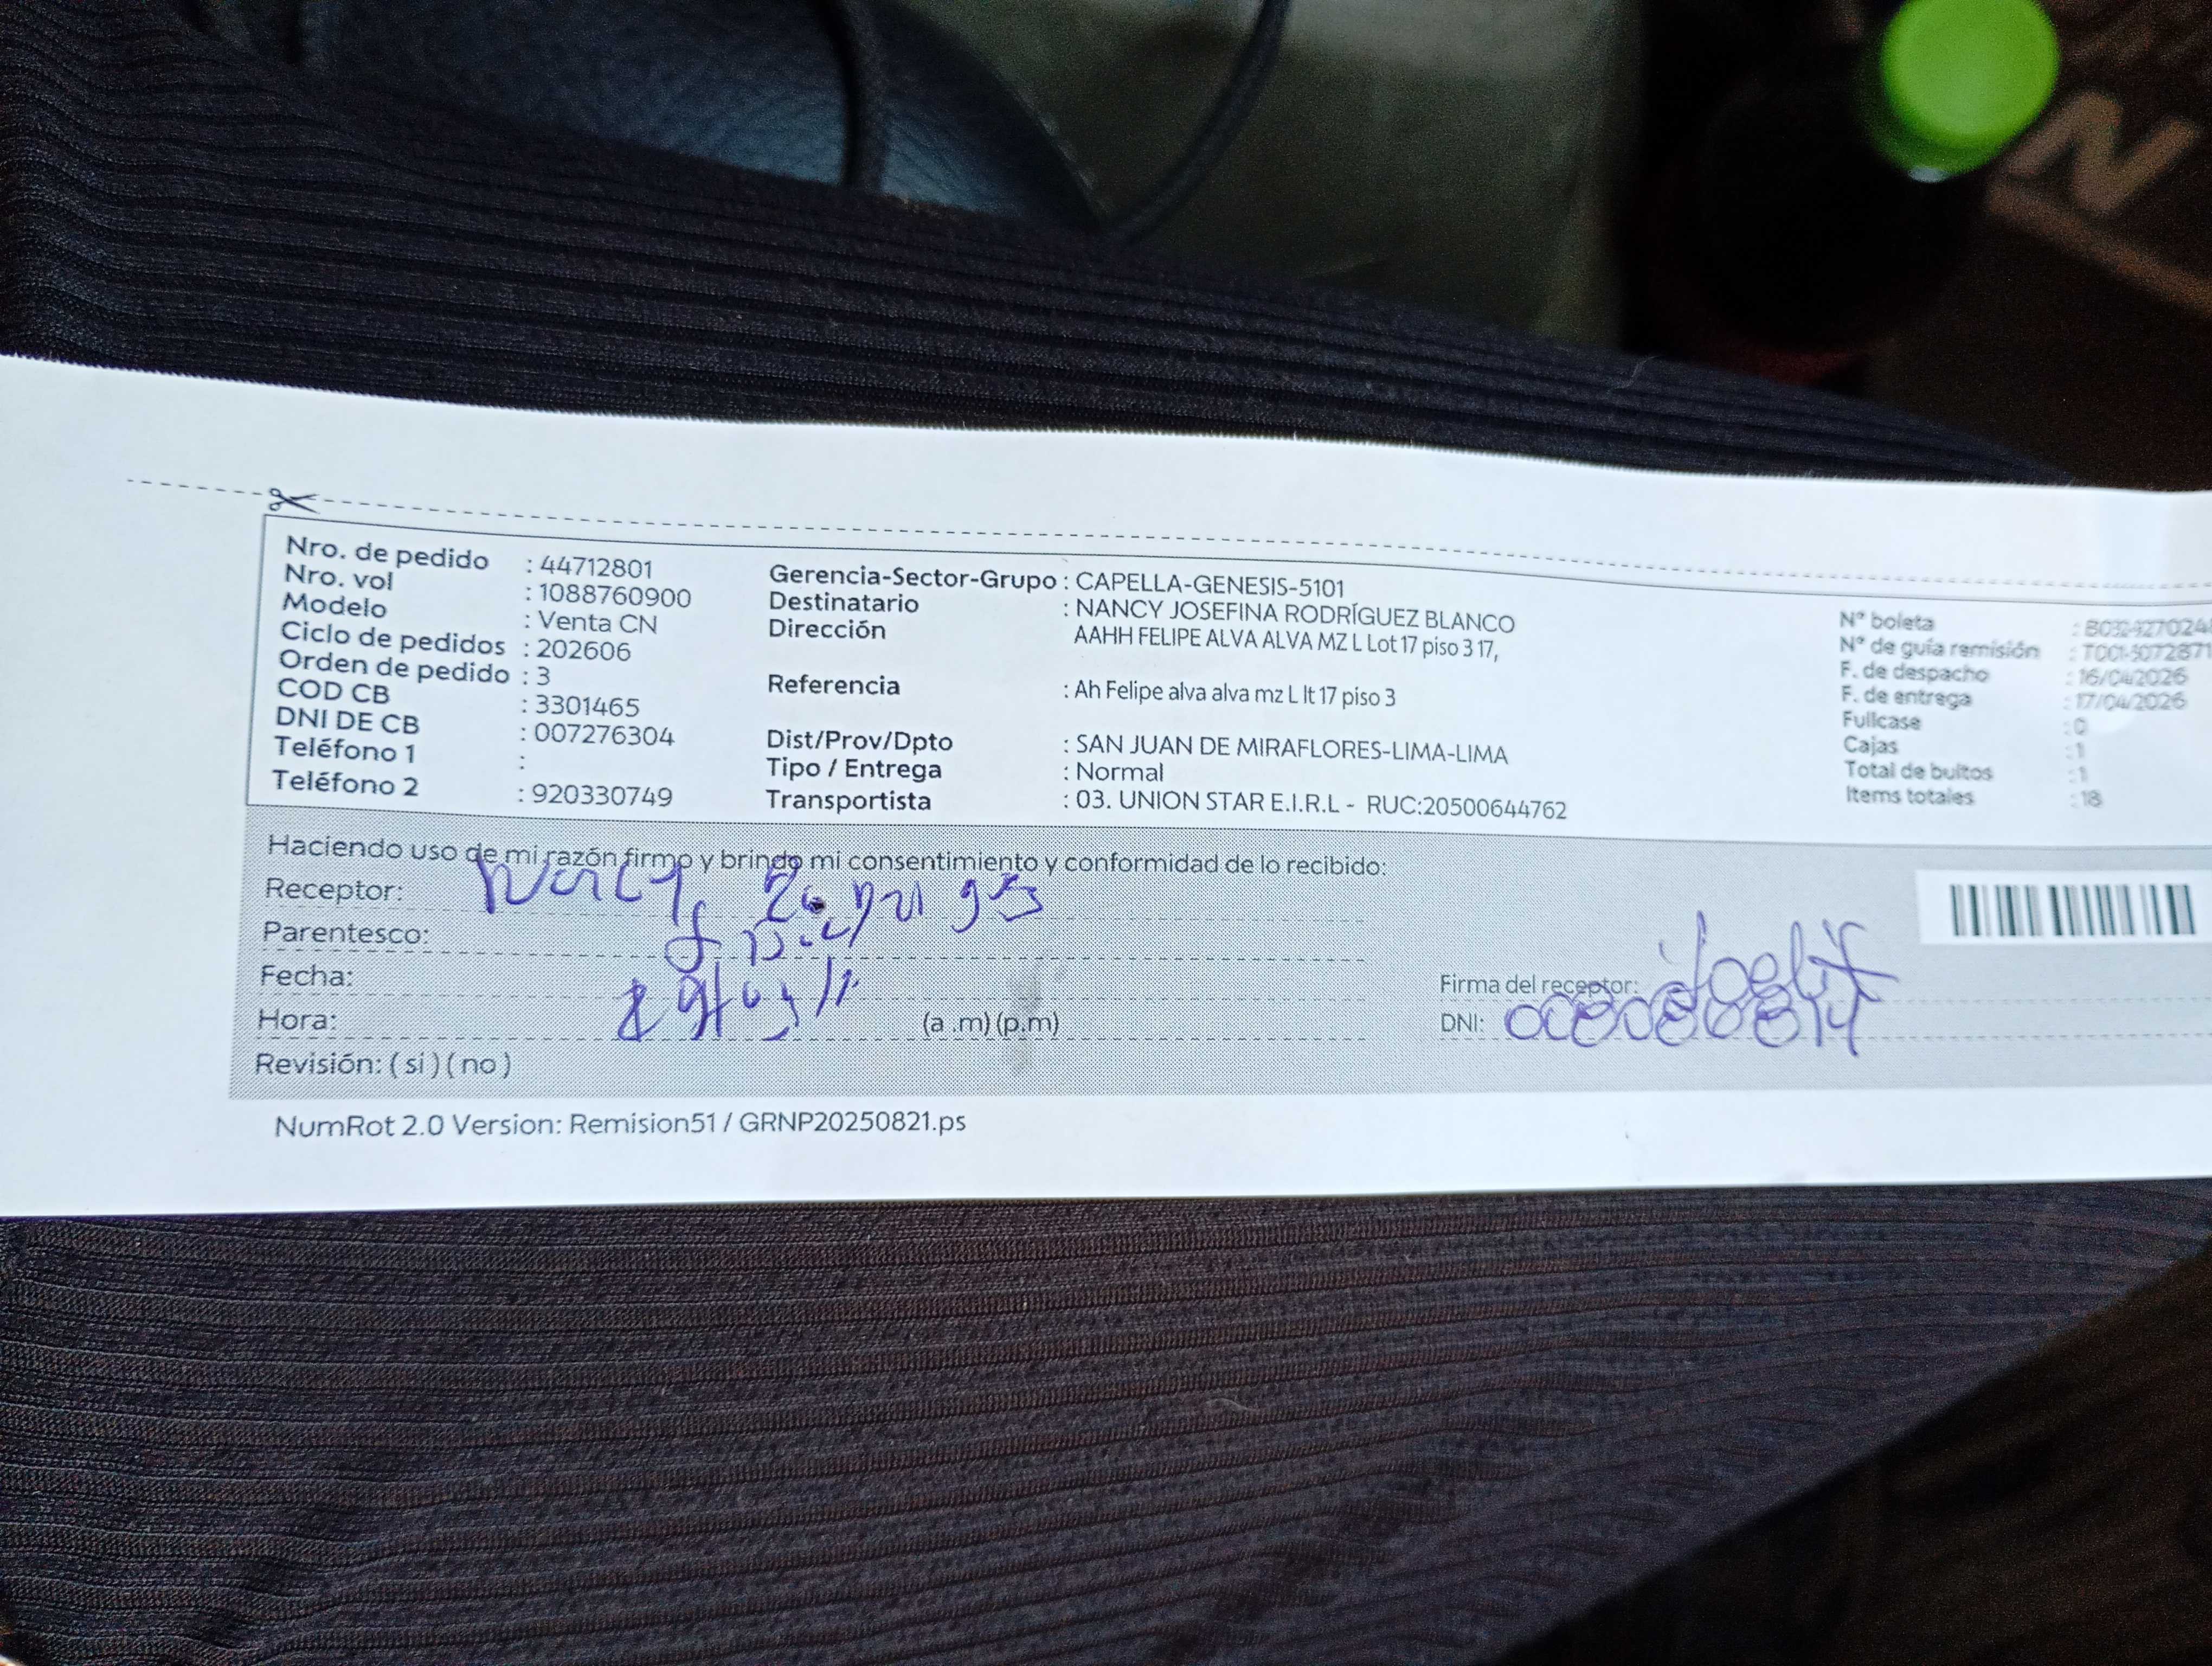 Nro. de pedido : 44712801
Nro. vol : 1088760900
Modelo : Venta CN
Ciclo de pedidos : 202606
Orden de pedido : 3
COD CB : 3301465
DNI DE CB : 007276304
Teléfono 1 :
Teléfono 2 : 920330749
Gerencia-Sector-Grupo : CAPELLA-GENESIS-5101
Destinatario : NANCY JOSEFINA RODRÍGUEZ BLANCO
Dirección AAHH FELIPE ALVA ALVA MZ L Lot 17 piso 3 17,
Referencia : Ah Felipe alva alva mz L lt 17 piso 3
Dist/Prov/Dpto : SAN JUAN DE MIRAFLORES-LIMA-LIMA
Tipo / Entrega : Normal
Transportista : 03. UNION STAR E.I.R.L - RUC:20500644762
N° boleta :
N° de guía remisión :
F. de despacho : 16/04/2026
F. de entrega : 17/04/2026
Fullcase : 0
Cajas : 1
Total de bultos : 1
Items totales : 18
Haciendo uso de mi razón firmo y brindo mi consentimiento y conformidad de lo recibido:
Receptor: Nancy
Parentesco:
Fecha:
Hora: (a .m) (p.m)
Revisión: ( si ) ( no )
Firma del receptor:
DNI:
NumRot 2.0 Version: Remision51 / GRNP20250821.ps
N